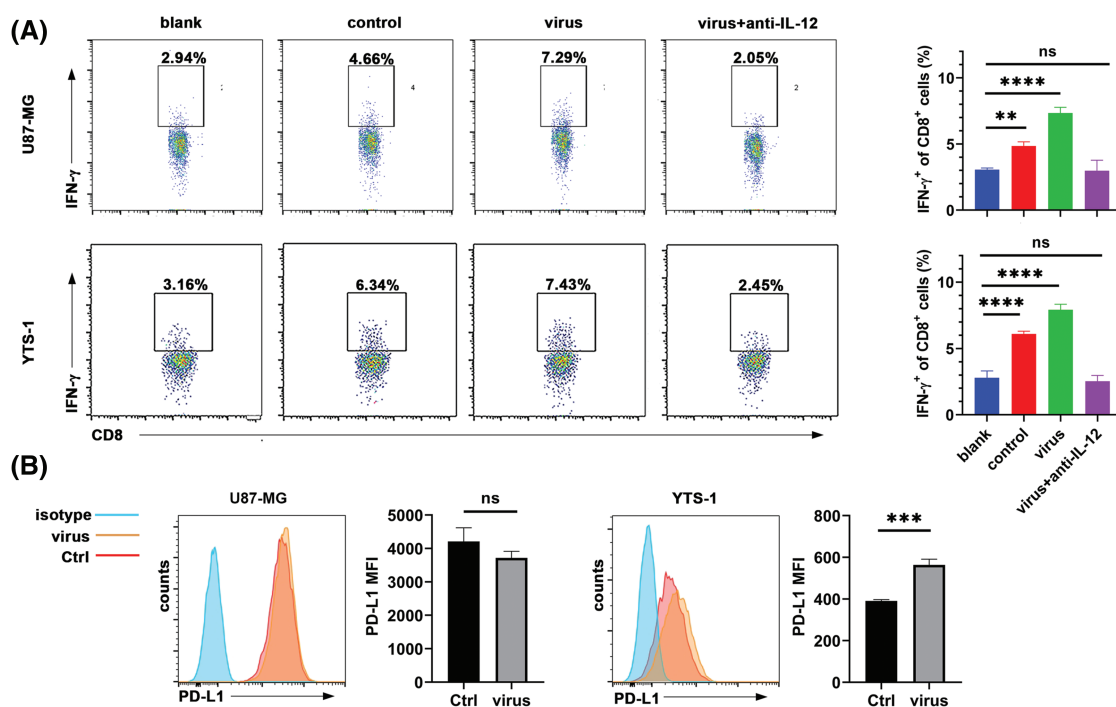 (A)
blank control virus virus+anti-IL-12
U87-MG
IFN-γ
2.94% 4.66% 7.29% 2.05%
4 2
IFN-γ⁺ of CD8⁺ cells (%)
10
5
0
ns
****
**
YTS-1
IFN-γ
3.16% 6.34% 7.43% 2.45%
CD8
IFN-γ⁺ of CD8⁺ cells (%)
10
5
0
ns
****
****
blank control virus virus+anti-IL-12
(B)
isotype
virus
Ctrl
U87-MG
counts
PD-L1
ns
PD-L1 MFI
5000
4000
3000
2000
1000
0
Ctrl virus
YTS-1
counts
PD-L1
***
PD-L1 MFI
800
600
400
200
0
Ctrl virus